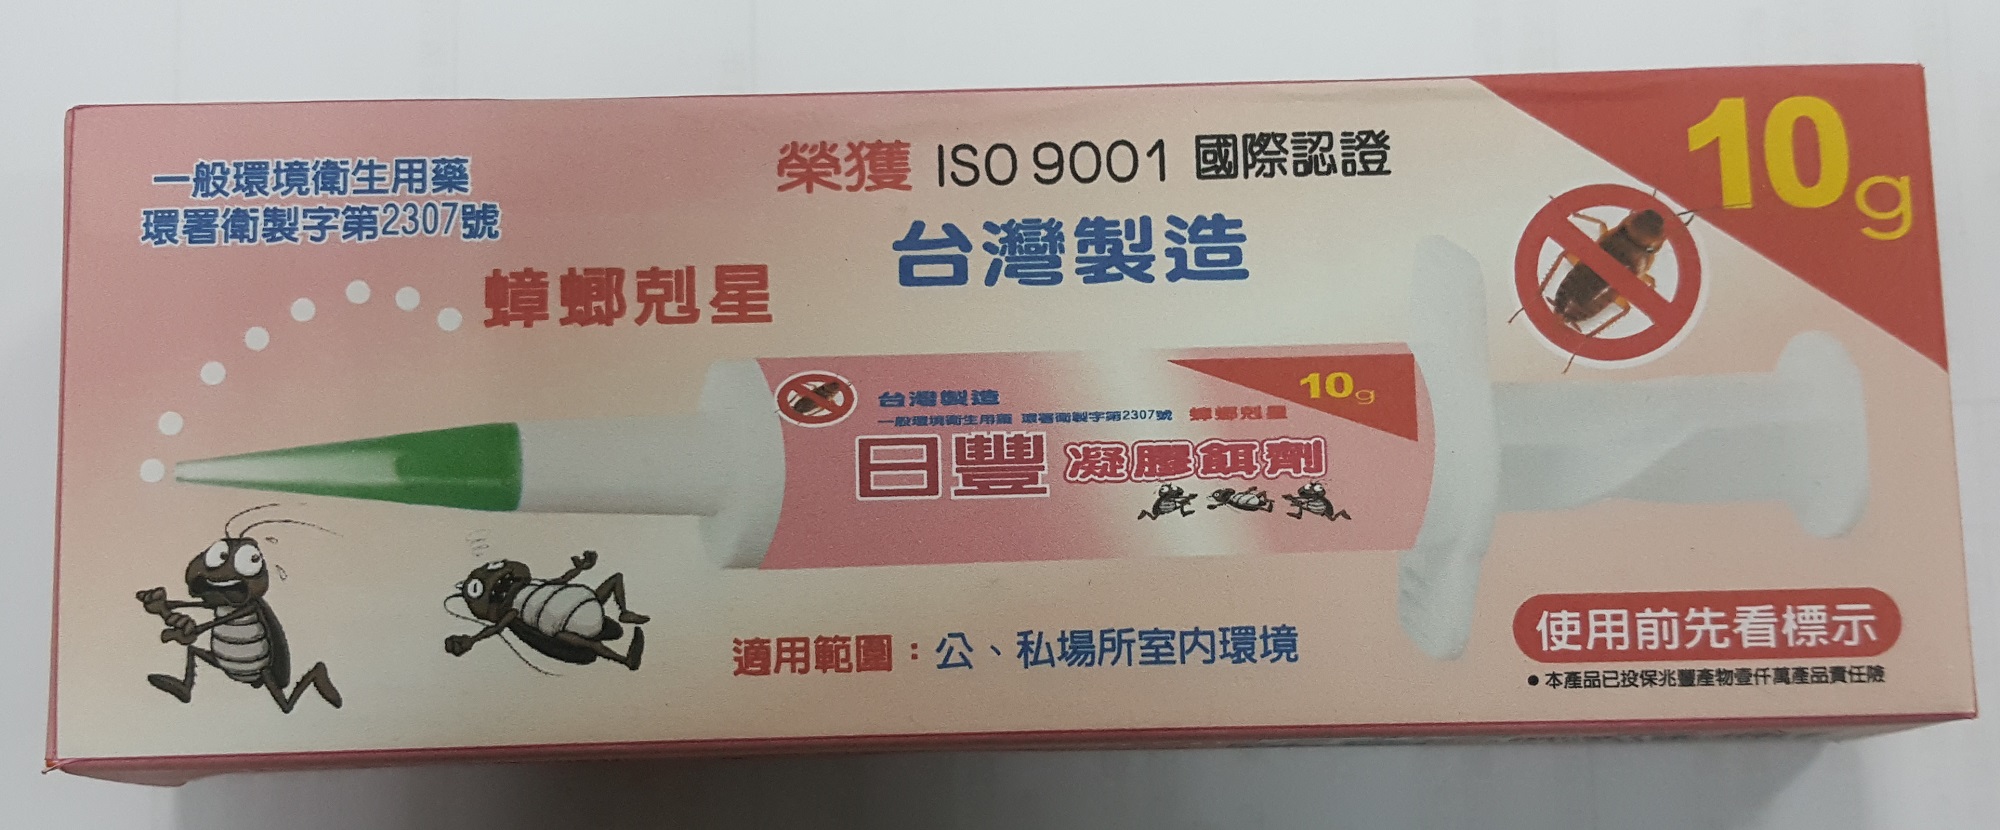 一般環境衛生用藥
環署衛製字第2307號
榮獲 ISO 9001 國際認證
台灣製造
10g
蟑螂剋星
台灣製造
一般環境衛生用藥 環署衛製字第2307號 蟑螂剋星
10g
日豐 凝膠餌劑
適用範圍：公、私場所室內環境
使用前先看標示
●本產品已投保兆豐產物壹仟萬產品責任險